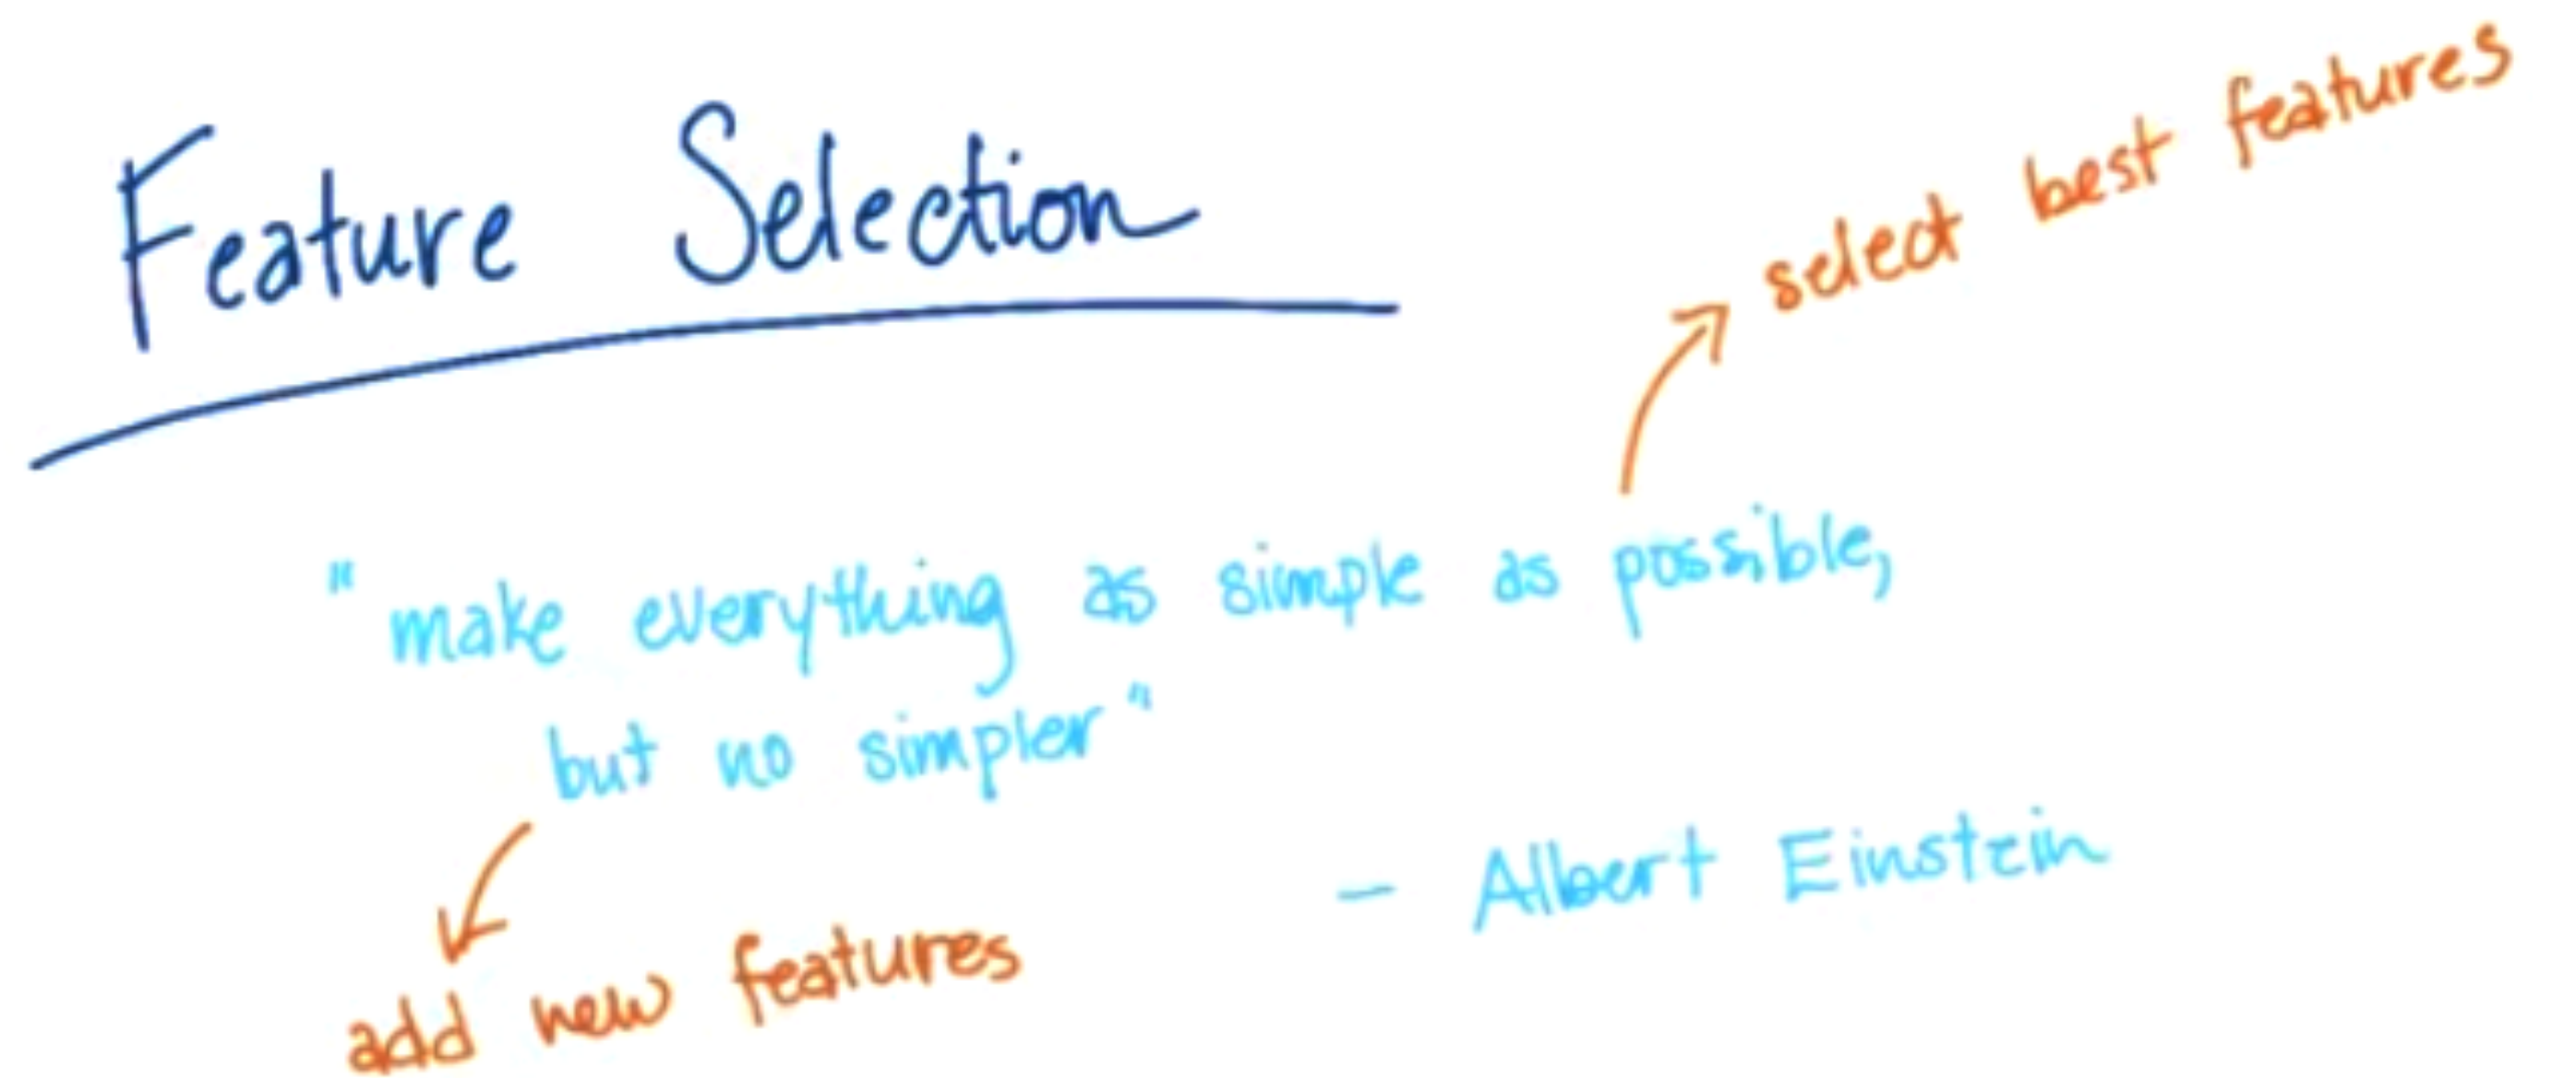 Feature Selection
select best features
"make everything as simple as possible,
but no simpler"
- Albert Einstein
add new features